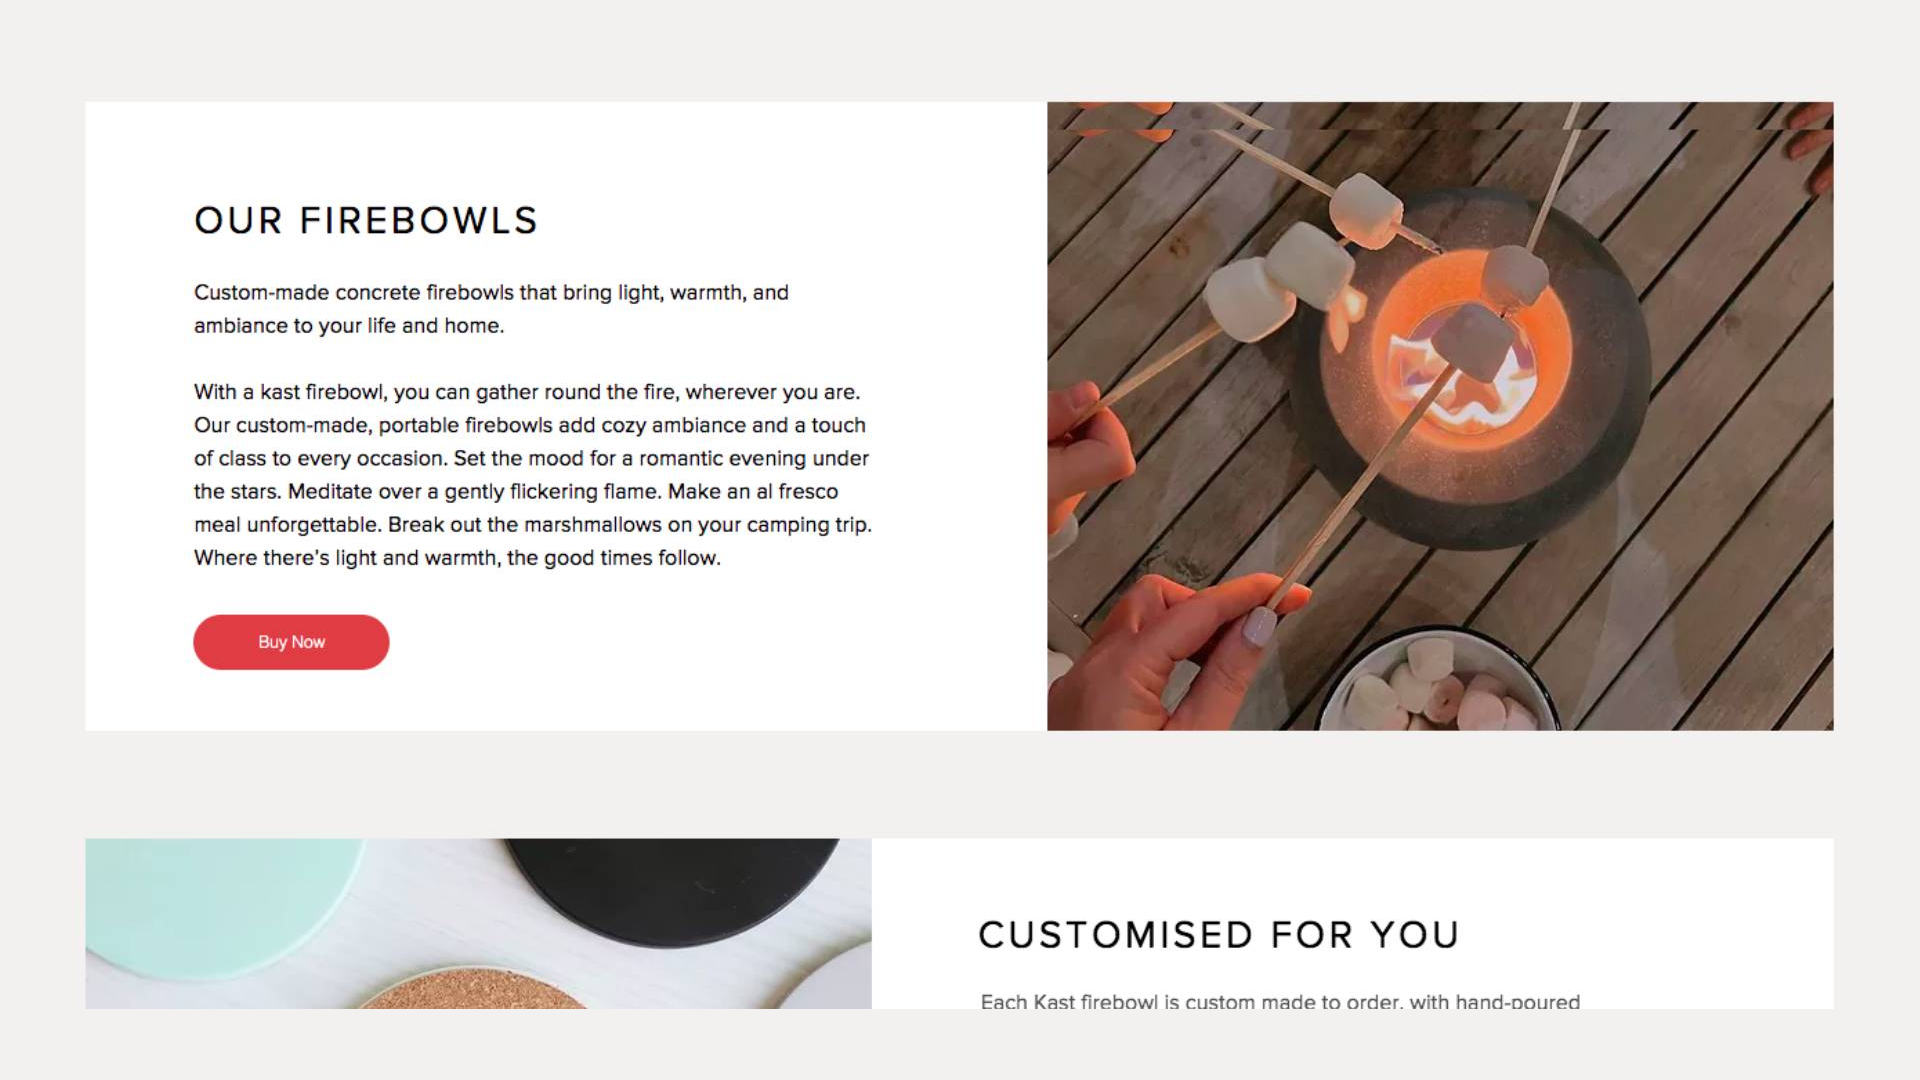 OUR FIREBOWLS
Custom-made concrete firebowls that bring light, warmth, and
ambiance to your life and home.
With a kast firebowl, you can gather round the fire, wherever you are.
Our custom-made, portable firebowls add cozy ambiance and a touch
of class to every occasion. Set the mood for a romantic evening under
the stars. Meditate over a gently flickering flame. Make an al fresco
meal unforgettable. Break out the marshmallows on your camping trip.
Where there's light and warmth, the good times follow.
Buy Now
CUSTOMISED FOR YOU
Each Kast firebowl is custom made to order, with hand-poured